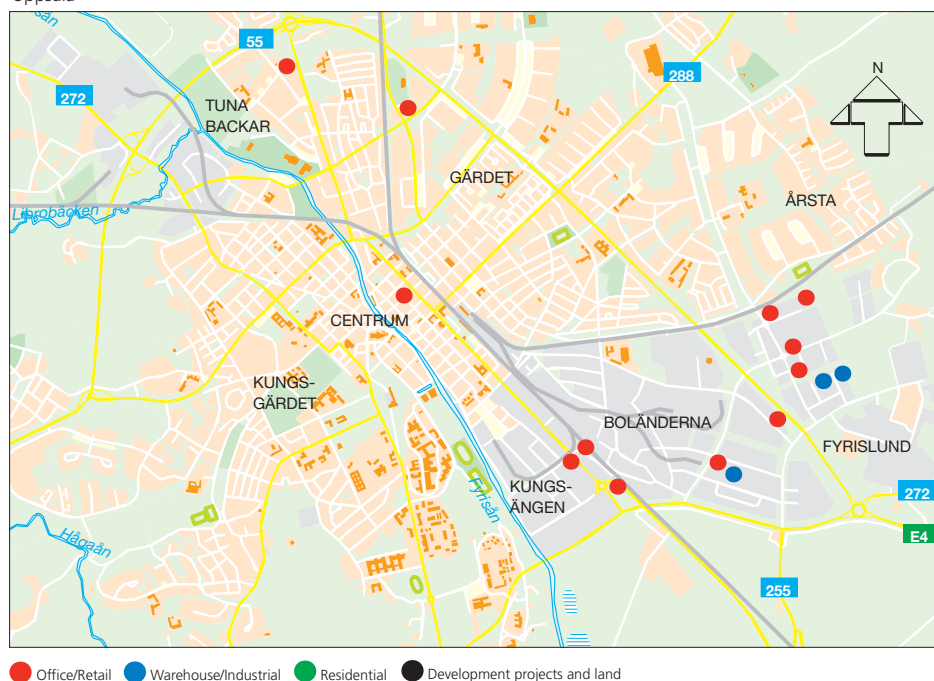 Uppsala
55
272
TUNA
BACKAR
288
N
GÄRDET
ÅRSTA
Librobäcken
CENTRUM
KUNGS-
GÄRDET
BOLÄNDERNA
FYRISLUND
KUNGS-
ÄNGEN
Fyrisån
272
E4
Hågaån
255
Office/Retail Warehouse/Industrial Residential Development projects and land